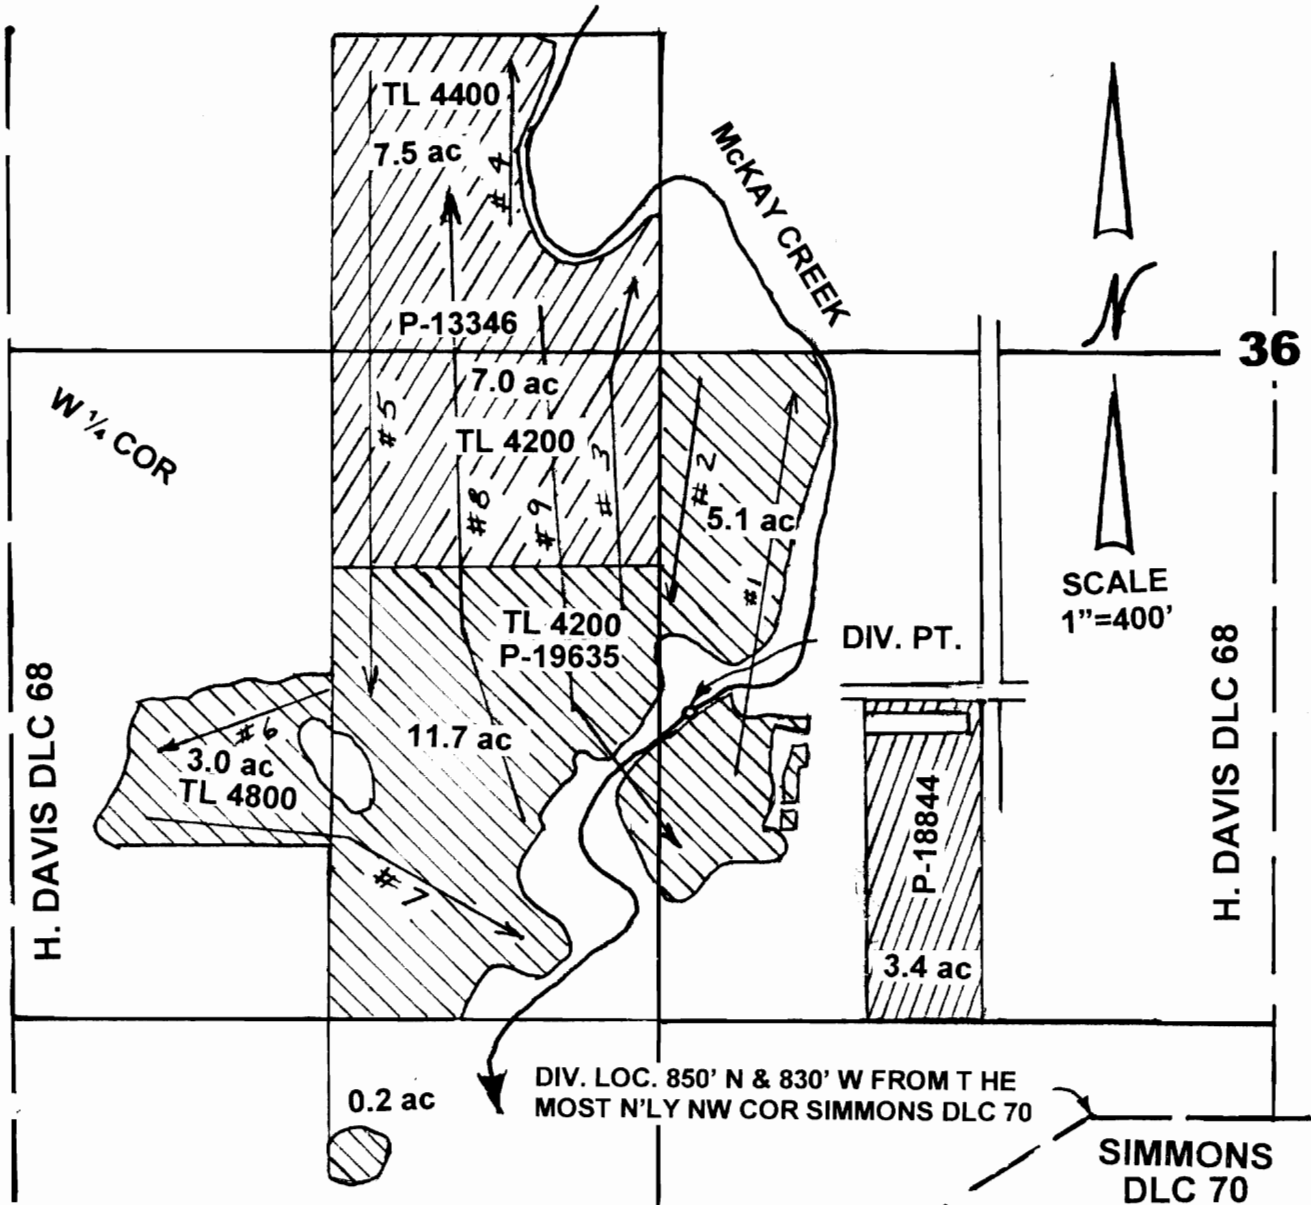 TL 4400
7.5 ac
# 4
McKAY CREEK
P-13346
N
36
7.0 ac
W ¼ COR
# 5
TL 4200
# 3
# 2
#8
#9
5.1 ac
#1
SCALE
1"=400'
TL 4200
P-19635
DIV. PT.
H. DAVIS DLC 68
H. DAVIS DLC 68
#6
3.0 ac
TL 4800
11.7 ac
P-18844
# 7
3.4 ac
DIV. LOC. 850' N & 830' W FROM T HE
MOST N'LY NW COR SIMMONS DLC 70
0.2 ac
SIMMONS
DLC 70